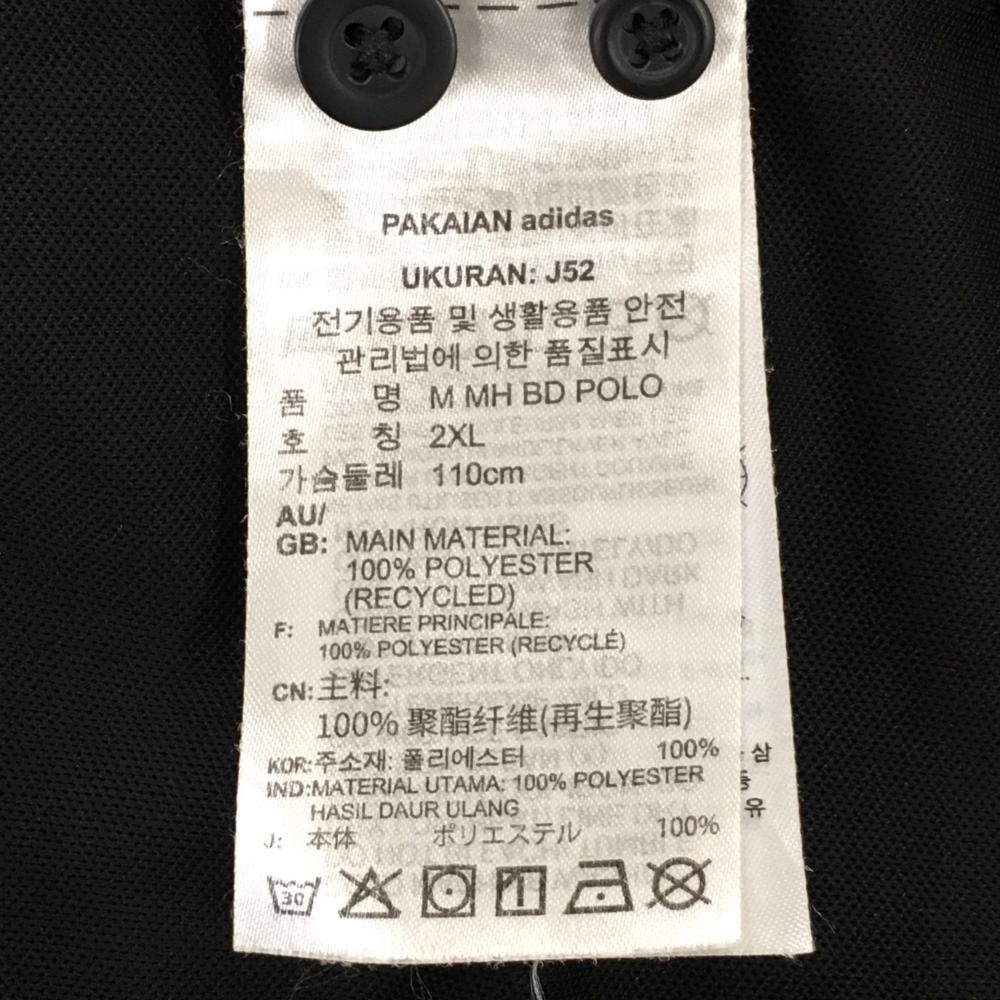 PAKAIAN adidas
UKURAN: J52
전기용품 및 생활용품 안전
관리법에 의한 품질표시
품 명 M MH BD POLO
호 칭 2XL
가슴둘레 110cm
AU/
GB: MAIN MATERIAL:
100% POLYESTER
(RECYCLED)
F: MATIERE PRINCIPALE:
100% POLYESTER (RECYCLÉ)
CN: 主料:
100% 聚酯纤维(再生聚酯)
KOR: 주소재: 폴리에스터 100%
IND: MATERIAL UTAMA: 100% POLYESTER
HASIL DAUR ULANG
J: 本体 ポリエステル 100%
30
삼
유